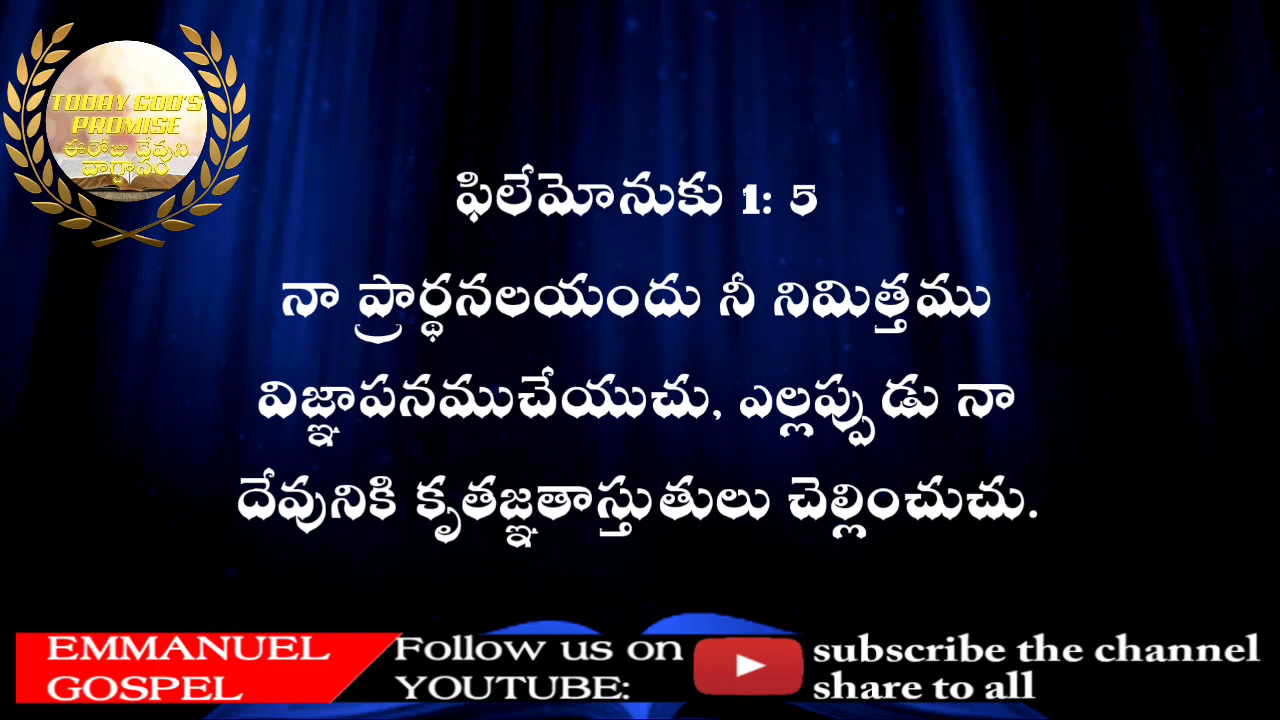 TODAY GOD'S
PROMISE
ఈరోజు దేవుని
వాగ్దానం
ఫిలేమోనుకు 1: 5
నా ప్రార్థనలయందు నీ నిమిత్తము
విజ్ఞాపనముచేయుచు, ఎల్లప్పుడు నా
దేవునికి కృతజ్ఞతాస్తుతులు చెల్లించుచు.
EMMANUEL
GOSPEL
Follow us on
YOUTUBE:
subscribe the channel
share to all